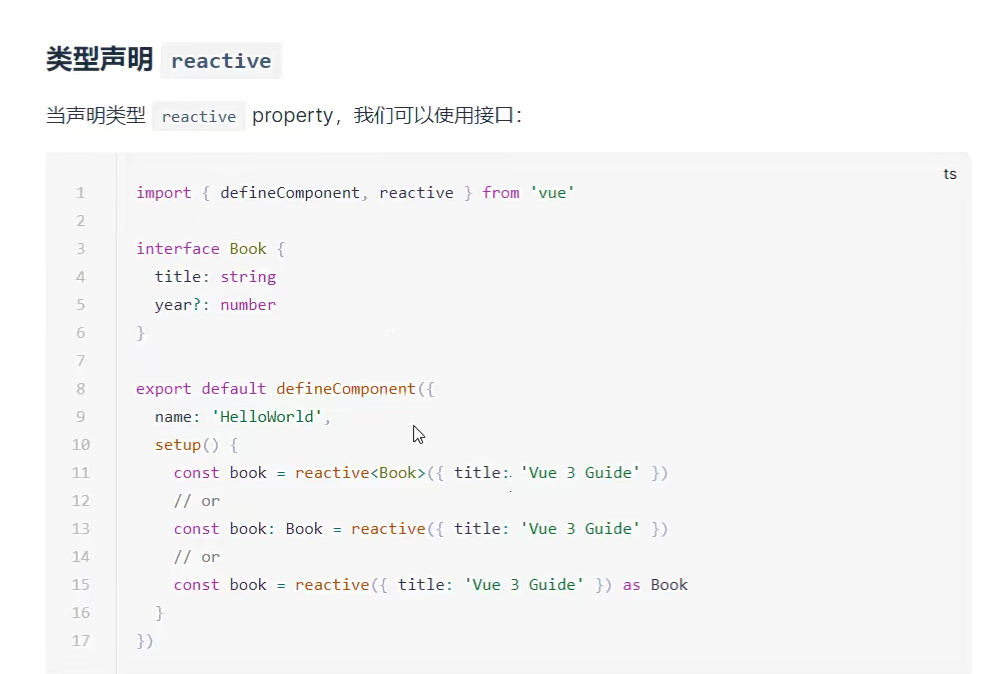 类型声明 reactive
当声明类型 reactive property，我们可以使用接口：
ts
1 import { defineComponent, reactive } from 'vue'
2
3 interface Book {
4   title: string
5   year?: number
6 }
7
8 export default defineComponent({
9   name: 'HelloWorld',
10   setup() {
11     const book = reactive<Book>({ title: 'Vue 3 Guide' })
12     // or
13     const book: Book = reactive({ title: 'Vue 3 Guide' })
14     // or
15     const book = reactive({ title: 'Vue 3 Guide' }) as Book
16   }
17 })